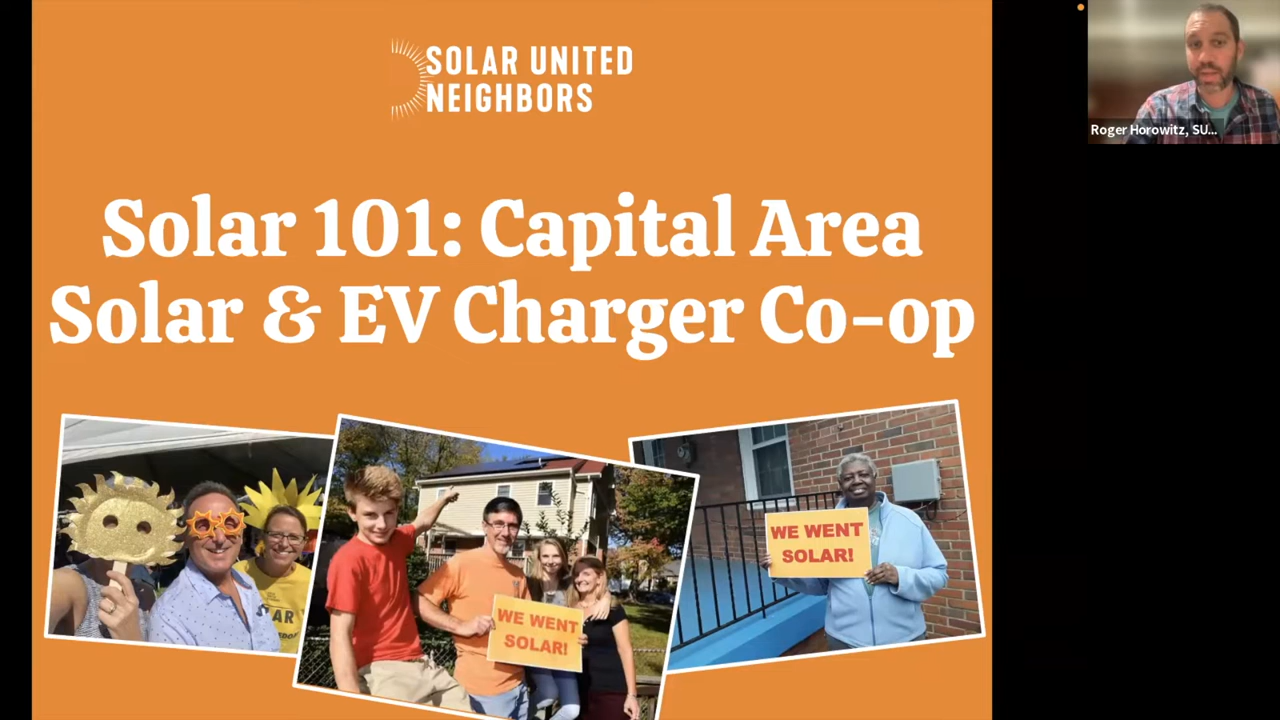 SOLAR UNITED
NEIGHBORS
Roger Horowitz, SU...
Solar 101: Capital Area
Solar & EV Charger Co-op
WE WENT
SOLAR!
WE WENT
SOLAR!